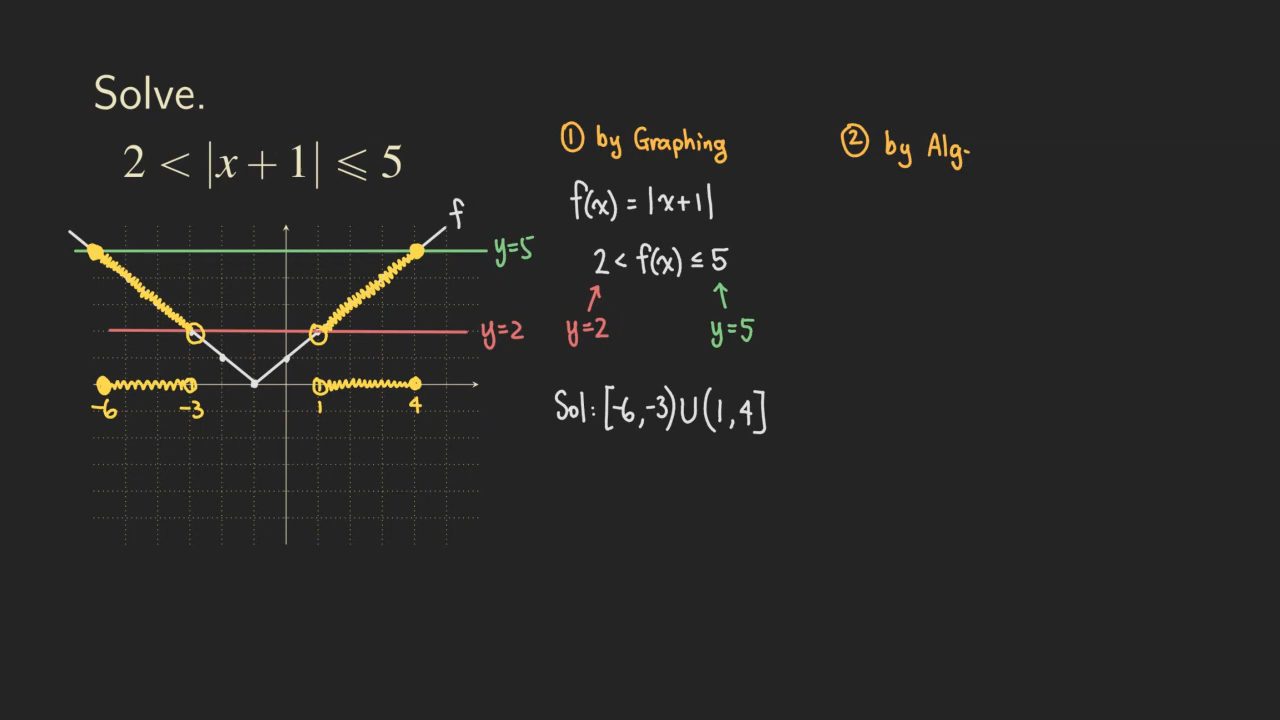 Solve.
2 < |x + 1| ⩽ 5
f
y=5
y=2
-6
-3
1
4
① by Graphing
f(x) = |x+1|
2 < f(x) ≤ 5
y=2
y=5
Sol: [-6,-3)∪(1,4]
② by Alg.